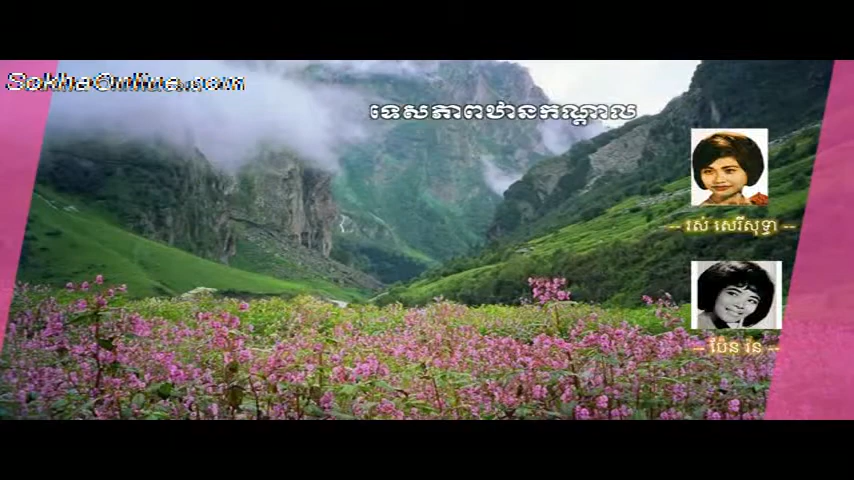 SokhaOnline.com
ទេសភាពឋានកណ្ដាល
-- រស់ សេរីសុទ្ធា --
-- ប៉ែន រ៉ន --